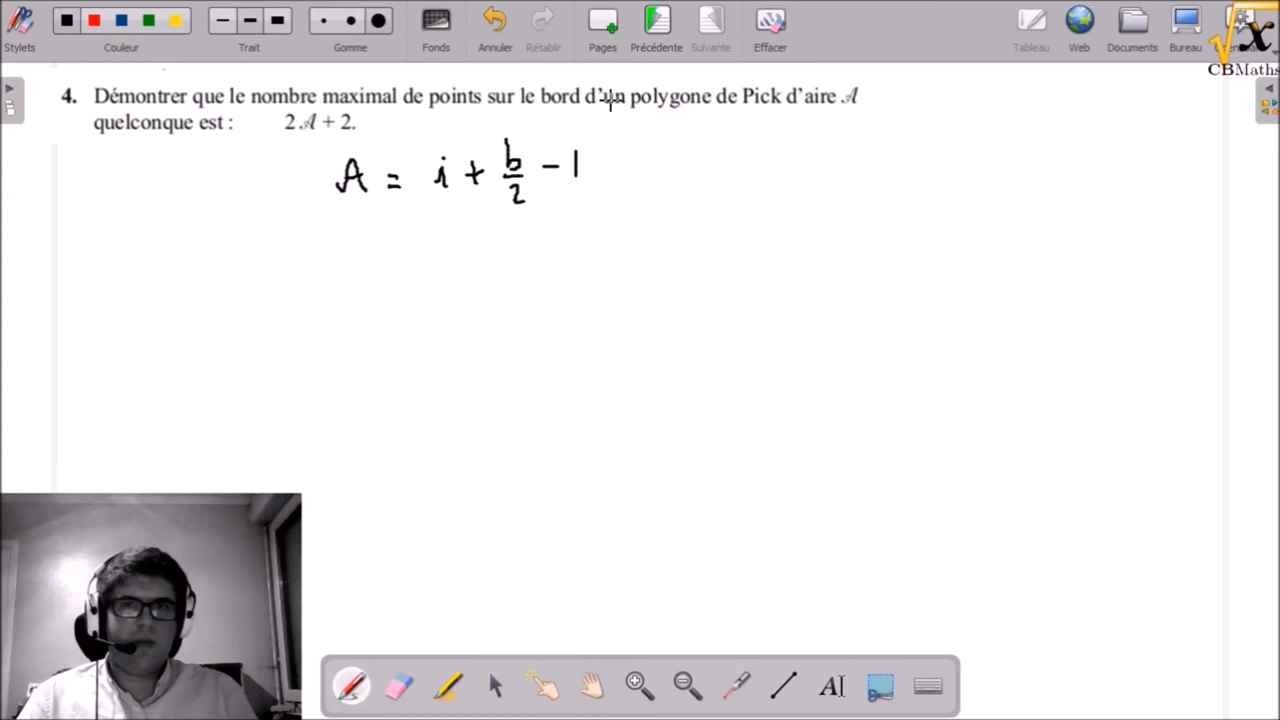 Stylets Couleur Trait Gomme Fonds Annuler Rétablir Pages Précédente Suivante Effacer Tableau Web Documents Bureau
√x
CBMaths
4. Démontrer que le nombre maximal de points sur le bord d'un polygone de Pick d'aire 𝒜
quelconque est : 2𝒜 + 2.
A = i + b/2 - 1
AI